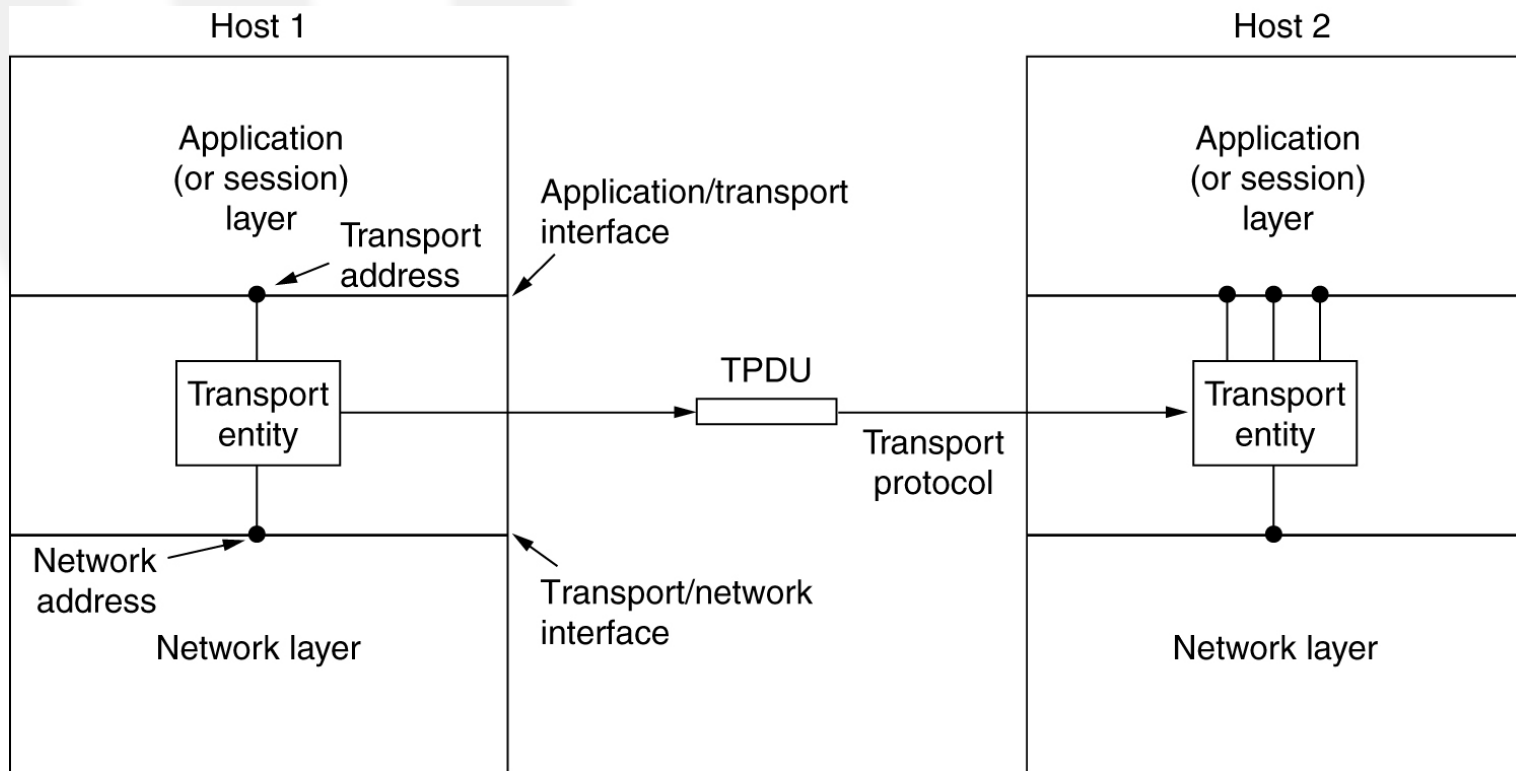 Host 1
Host 2
Application
(or session)
layer
Transport
address
Application/transport
interface
Application
(or session)
layer
Transport
entity
TPDU
Transport
protocol
Transport
entity
Network
address
Transport/network
interface
Network layer
Network layer